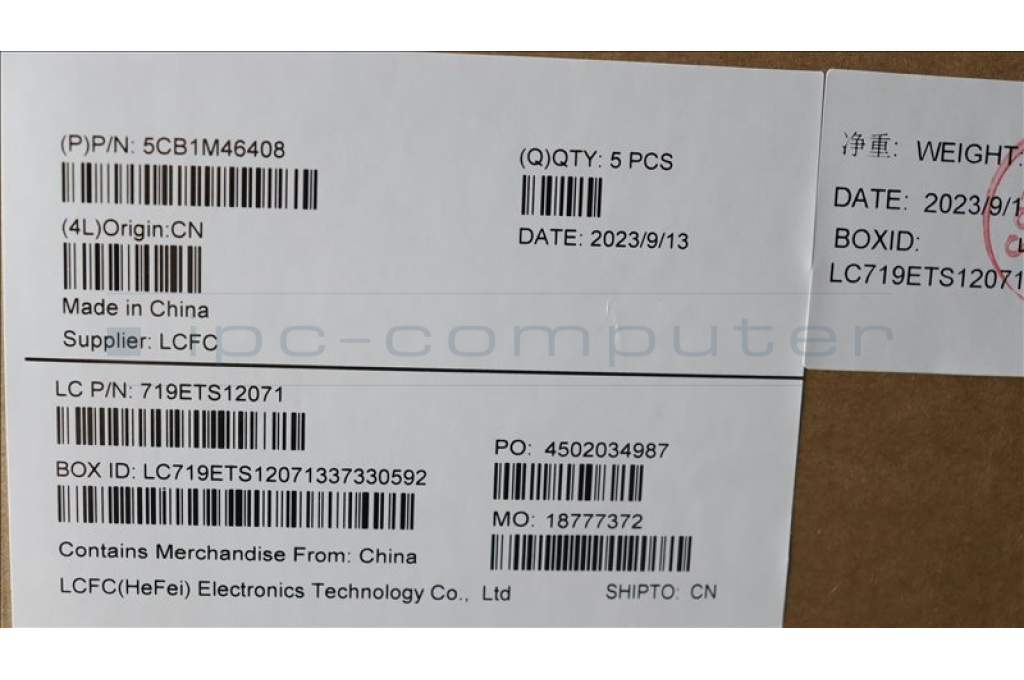 (P)P/N: 5CB1M46408
(Q)QTY: 5 PCS
(4L)Origin:CN
DATE: 2023/9/13
Made in China
Supplier: LCFC
LC P/N: 719ETS12071
PO: 4502034987
BOX ID: LC719ETS12071337330592
MO: 18777372
Contains Merchandise From: China
LCFC(HeFei) Electronics Technology Co., Ltd
SHIPTO: CN
净重: WEIGHT:
DATE: 2023/9/1
BOXID:
LC719ETS12071
ipc-computer